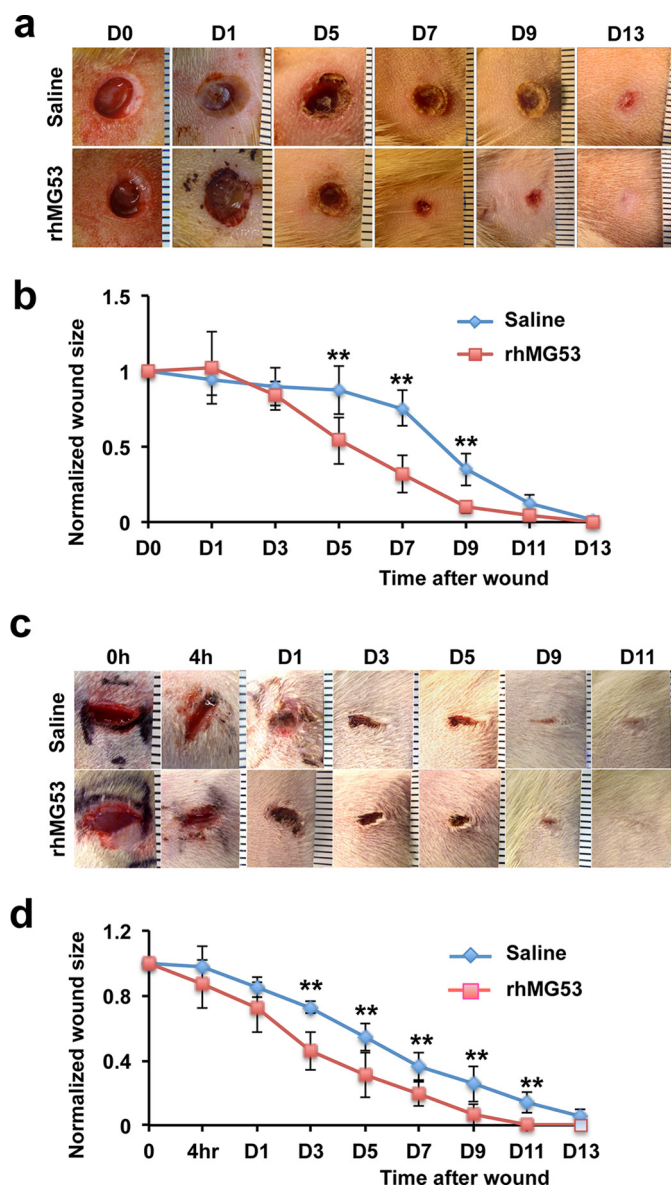 a
D0 D1 D5 D7 D9 D13
Saline
rhMG53
b
1.5
1
0.5
0
Normalized wound size
Saline
rhMG53
** ** **
D0 D1 D3 D5 D7 D9 D11 D13
Time after wound
c
0h 4h D1 D3 D5 D9 D11
Saline
rhMG53
d
1.2
0.8
0.4
0
Normalized wound size
Saline
rhMG53
** ** ** ** **
0 4hr D1 D3 D5 D7 D9 D11 D13
Time after wound